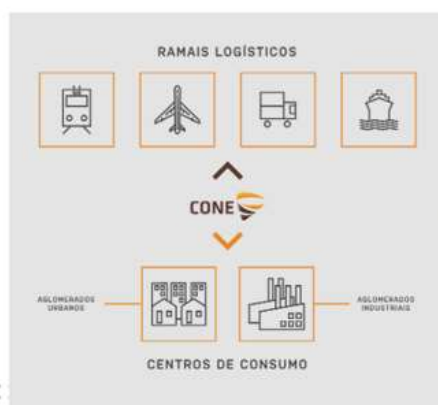 RAMAIS LOGÍSTICOS
CONE
AGLOMERADOS
URBANOS
AGLOMERADOS
INDUSTRIAIS
CENTROS DE CONSUMO